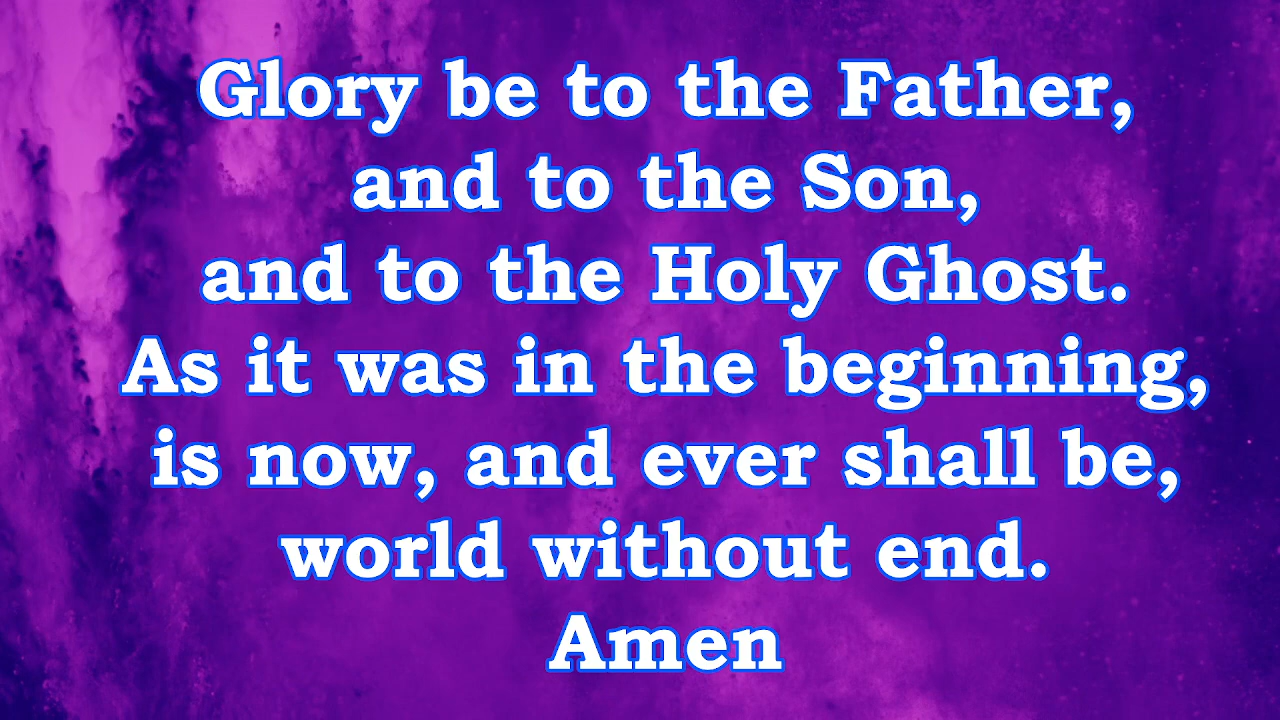 Glory be to the Father,
and to the Son,
and to the Holy Ghost.
As it was in the beginning,
is now, and ever shall be,
world without end.
Amen